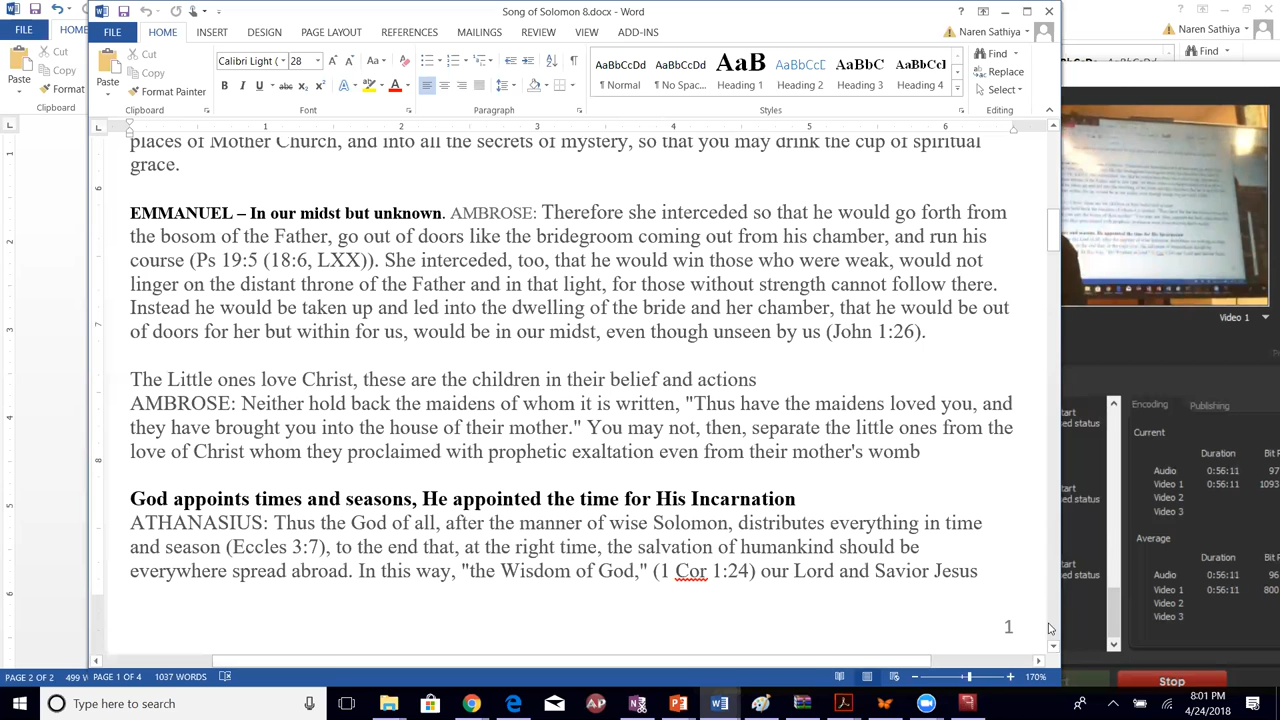 Song of Solomon 8.docx - Word
Naren Sathiya
FILE HOME
FILE HOME INSERT DESIGN PAGE LAYOUT REFERENCES MAILINGS REVIEW VIEW ADD-INS
Naren Sathiya
Cut
Copy
Format
Paste
Clipboard
Cut
Copy
Format Painter
Paste
Clipboard
Calibri Light ( 28
Font
Paragraph
AaBbCcDd AaBbCcDd AaB AaBbCcD AaBbC AaBbCcI
¶ Normal ¶ No Spac... Heading 1 Heading 2 Heading 3 Heading 4
Styles
Find
Replace
Select
Editing
Find
places of Mother Church, and into all the secrets of mystery, so that you may drink the cup of spiritual
grace.
EMMANUEL – In our midst AMBROSE: Therefore she interceded so that he would go forth from
the bosom of the Father, go the bridegroom coming out from his chamber, and run his
course (Ps 19:5 (18:6, LXX)). She interceded, too, that he would win those who were weak, would not
linger on the distant throne of the Father and in that light, for those without strength cannot follow there.
Instead he would be taken up and led into the dwelling of the bride and her chamber, that he would be out
of doors for her but within for us, would be in our midst, even though unseen by us (John 1:26).
The Little ones love Christ, these are the children in their belief and actions
AMBROSE: Neither hold back the maidens of whom it is written, "Thus have the maidens loved you, and
they have brought you into the house of their mother." You may not, then, separate the little ones from the
love of Christ whom they proclaimed with prophetic exaltation even from their mother's womb
God appoints times and seasons, He appointed the time for His Incarnation
ATHANASIUS: Thus the God of all, after the manner of wise Solomon, distributes everything in time
and season (Eccles 3:7), to the end that, at the right time, the salvation of humankind should be
everywhere spread abroad. In this way, "the Wisdom of God," (1 Cor 1:24) our Lord and Savior Jesus
1
Video 1
Encoding Publishing
Current
Duration Bit
Audio 0:56:11 97
Video 1 0:56:11 1093
Video 2
Video 3
Average
Duration Bit
Audio 0:56:11 96
Video 1 0:56:11 800
Video 2
Video 3
Stop
PAGE 2 OF 2 499
PAGE 1 OF 4 1037 WORDS
170%
Type here to search
8:01 PM
4/24/2018